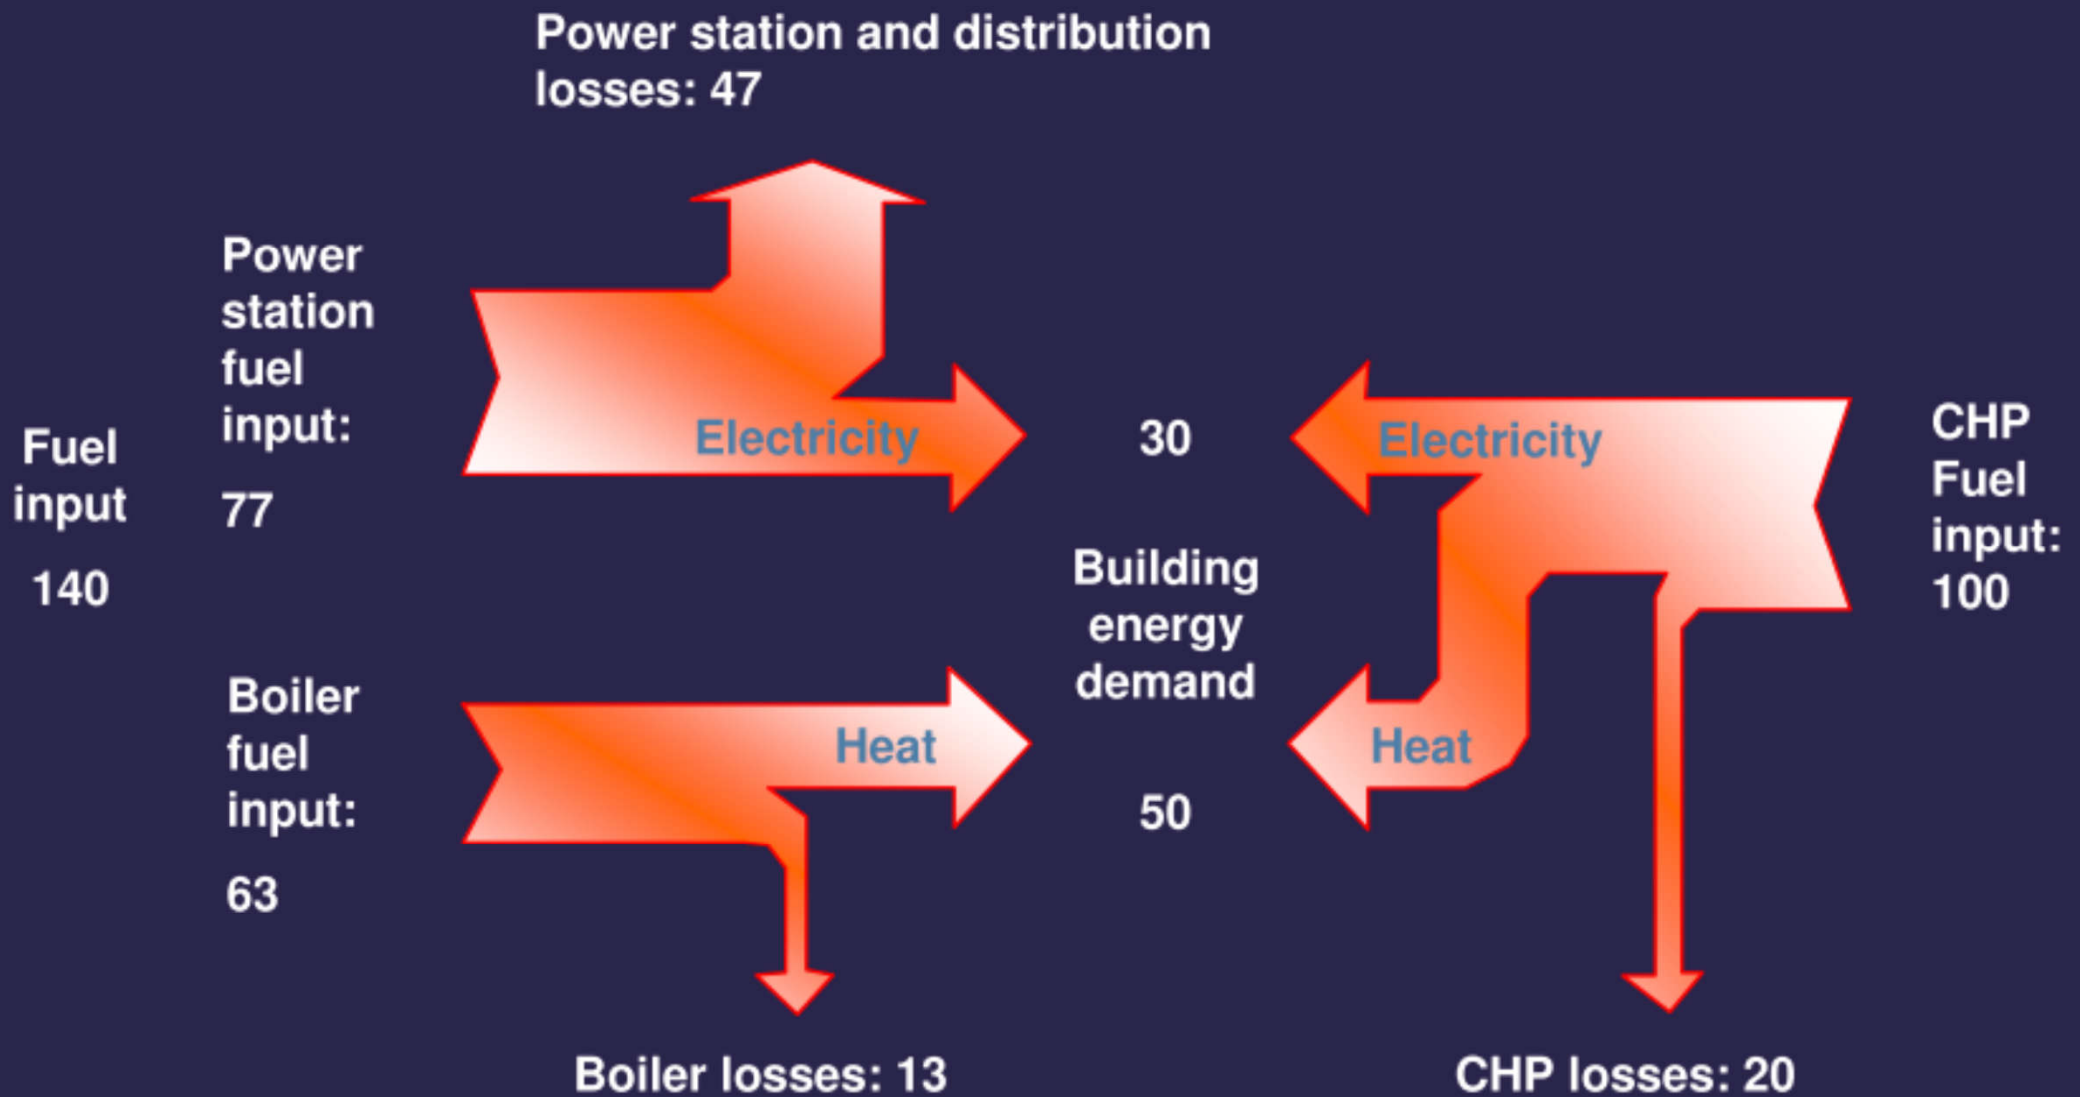 Power station and distribution
losses: 47
Power
station
fuel
input:
77
Fuel
input
140
Electricity
30
Electricity
CHP
Fuel
input:
100
Building
energy
demand
Boiler
fuel
input:
63
Heat
50
Heat
Boiler losses: 13
CHP losses: 20